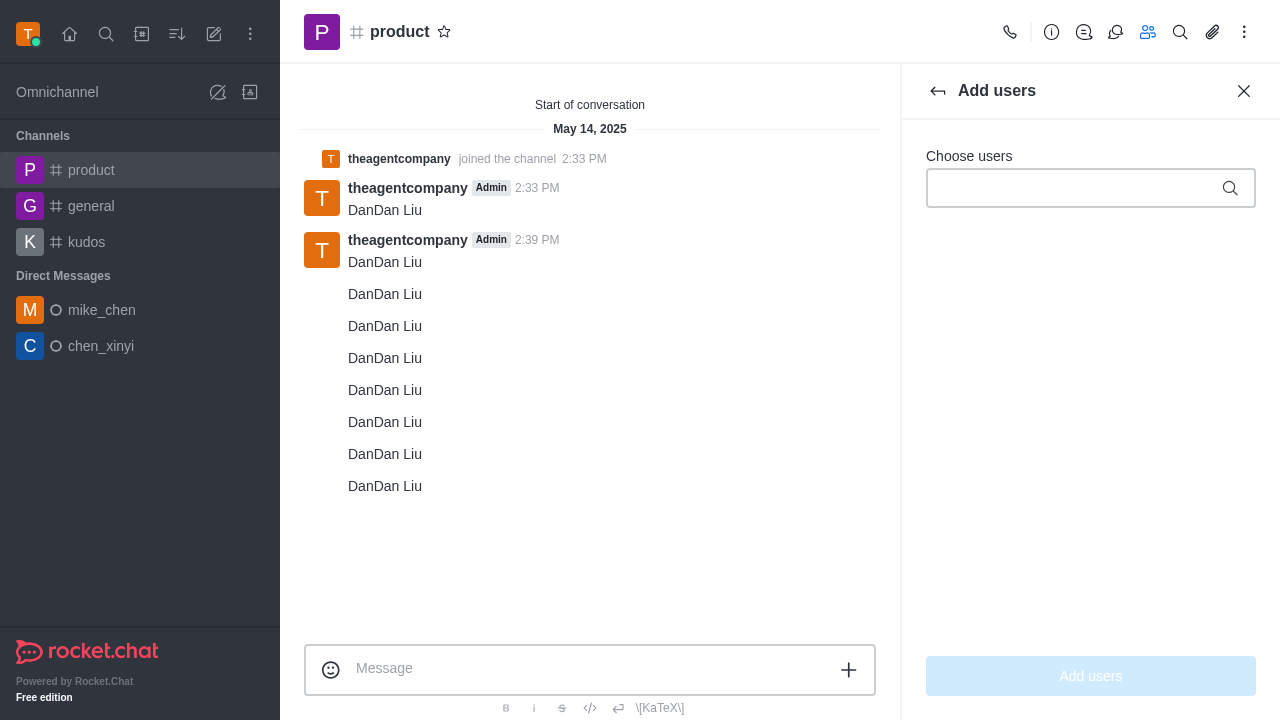 T
Omnichannel
Channels
P product
G general
K kudos
Direct Messages
M mike_chen
C chen_xinyi
rocket.chat
Powered by Rocket.Chat
Free edition
P product
Start of conversation
May 14, 2025
T theagentcompany joined the channel 2:33 PM
T theagentcompany Admin 2:33 PM
DanDan Liu
T theagentcompany Admin 2:39 PM
DanDan Liu
DanDan Liu
DanDan Liu
DanDan Liu
DanDan Liu
DanDan Liu
DanDan Liu
DanDan Liu
Message
B i S </> \[KaTeX\]
Add users
Choose users
Add users